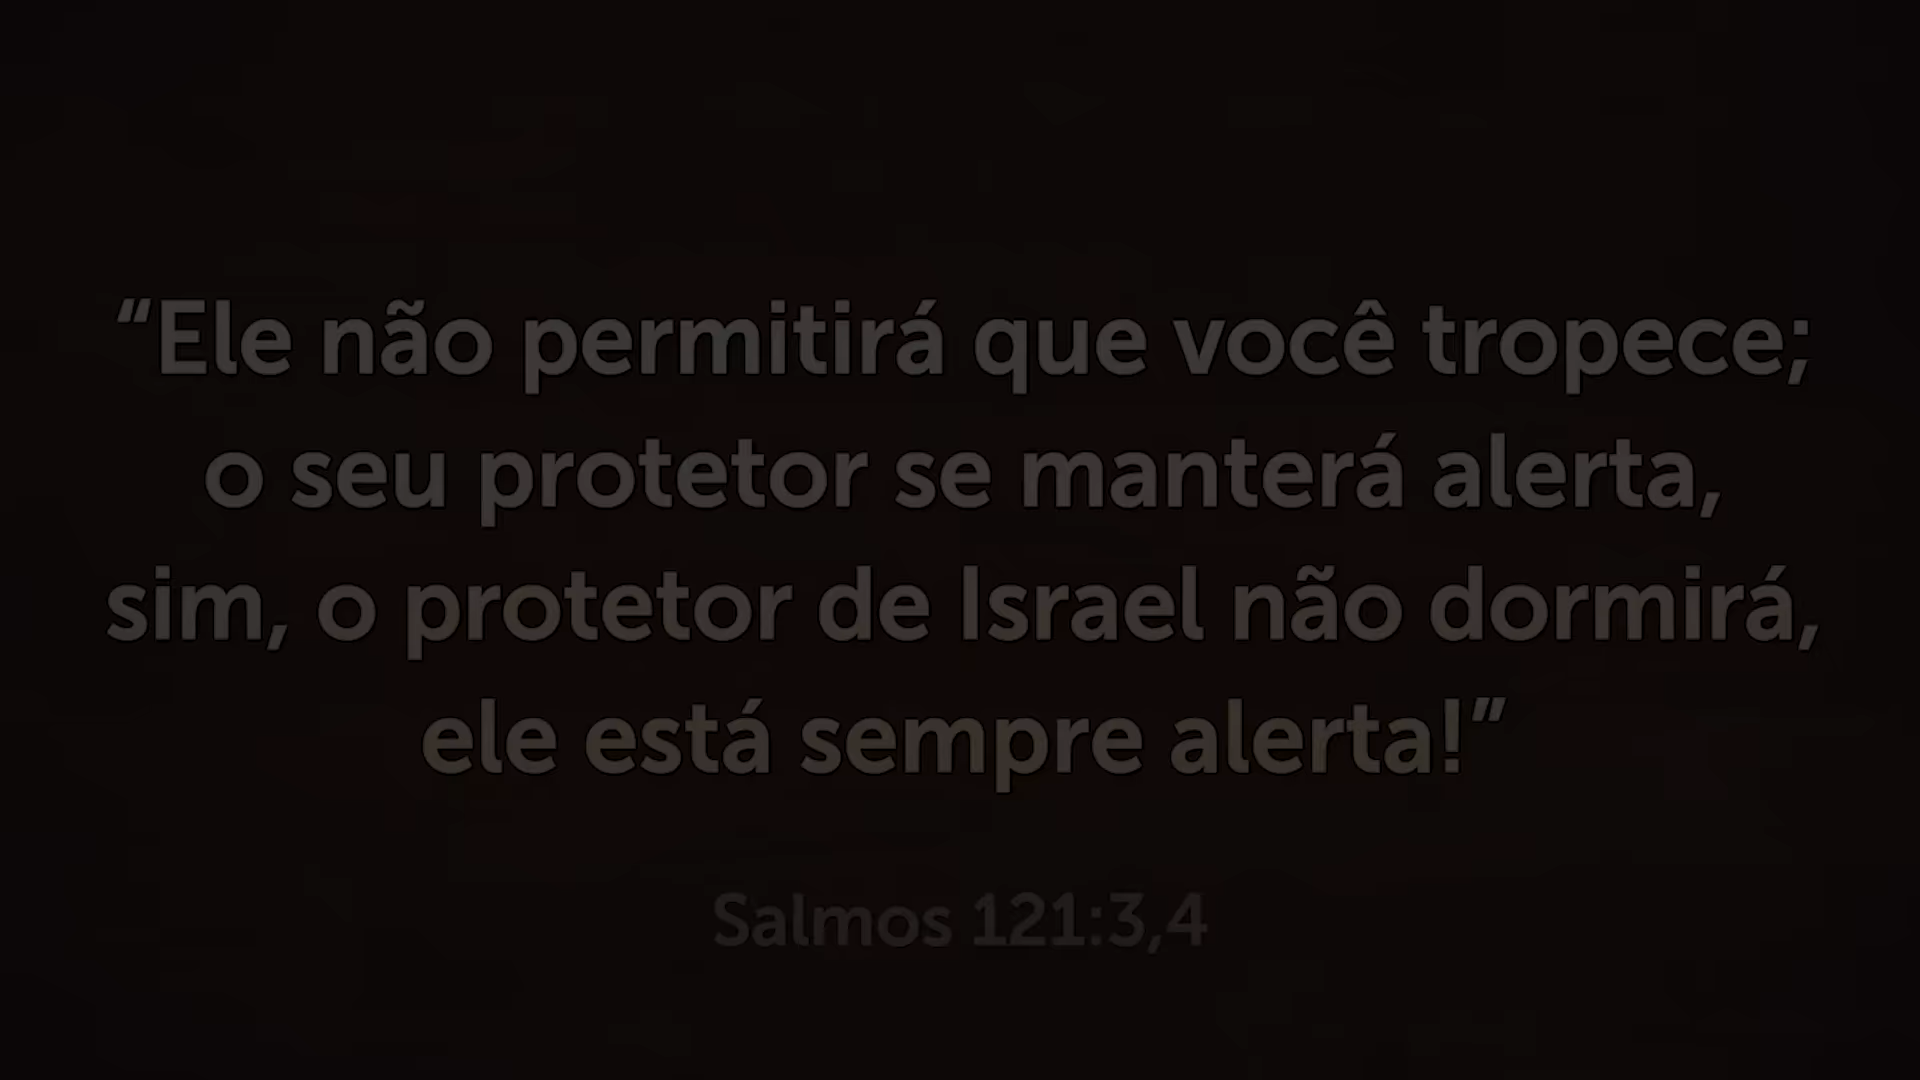 “Ele não permitirá que você tropece;
o seu protetor se manterá alerta,
sim, o protetor de Israel não dormirá,
ele está sempre alerta!”
Salmos 121:3,4